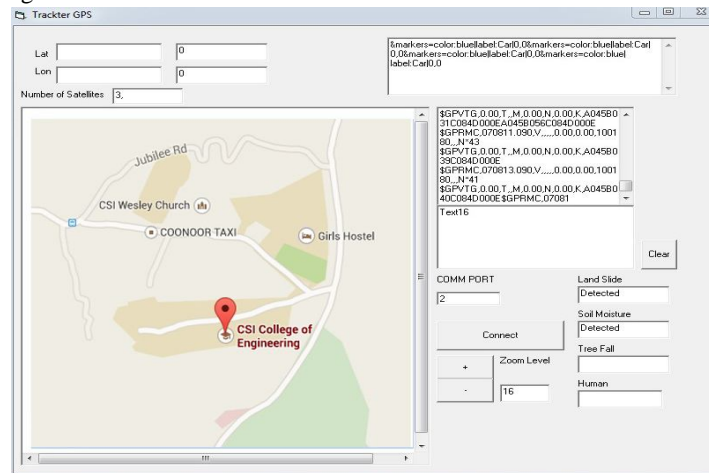 Trackter GPS
Lat
0
Lon
0
Number of Satellites
3,
&markers=color:blue|label:Car|0,0&markers=color:blue|label:Car|
0,0&markers=color:blue|label:Car|0,0&markers=color:blue|
label:Car|0,0
Jubilee Rd
CSI Wesley Church
COONOOR TAXI
Girls Hostel
CSI College of
Engineering
$GPVTG,0.00,T,,M,0.00,N,0.00,K,A045B0
31C084D000EA045B056C084D000E
$GPRMC,070811.090,V,,,,,0.00,0.00,1001
80,,,N*43
$GPVTG,0.00,T,,M,0.00,N,0.00,K,A045B0
39C084D000E
$GPRMC,070813.090,V,,,,,0.00,0.00,1001
80,,,N*41
$GPVTG,0.00,T,,M,0.00,N,0.00,K,A045B0
40C084D000E$GPRMC,07081
Text16
Clear
COMM PORT
2
Connect
+
-
Zoom Level
16
Land Slide
Detected
Soil Moisture
Detected
Tree Fall
Human